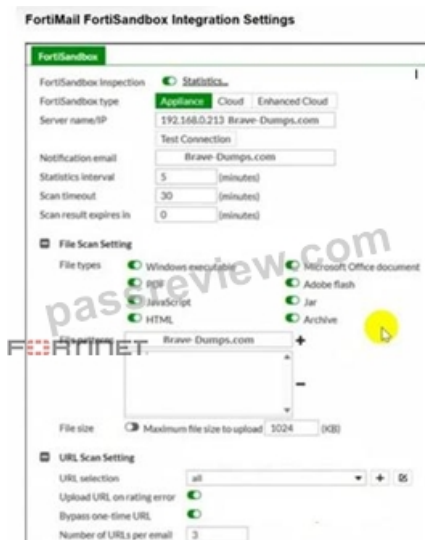 FortiMail FortiSandbox Integration Settings
FortiSandbox
FortiSandbox Inspection Statistics...
FortiSandbox type Appliance Cloud Enhanced Cloud
Server name/IP 192.168.0.213 Brave-Dumps.com
Test Connection
Notification email Brave-Dumps.com
Statistics interval 5 (minutes)
Scan timeout 30 (minutes)
Scan result expires in 0 (minutes)
File Scan Setting
File types Windows executable Microsoft Office document
PDF Adobe flash
JavaScript Jar
HTML Archive
passreview.com
FORTINET
File patterns Brave-Dumps.com
File size Maximum file size to upload 1024 (KB)
URL Scan Setting
URL selection all
Upload URL on rating error
Bypass one-time URL
Number of URLs per email 3